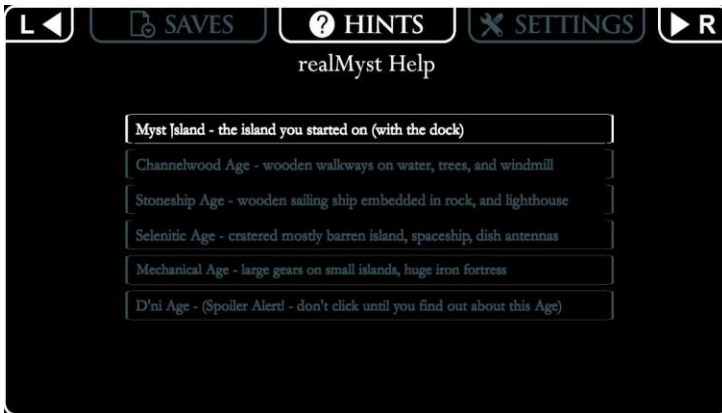 L SAVES ? HINTS SETTINGS R
realMyst Help
Myst Island - the island you started on (with the dock)
Channelwood Age - wooden walkways on water, trees, and windmill
Stoneship Age - wooden sailing ship embedded in rock, and lighthouse
Selenitic Age - cratered mostly barren island, spaceship, dish antennas
Mechanical Age - large gears on small islands, huge iron fortress
D'ni Age - (Spoiler Alert! - don't click until you find out about this Age)